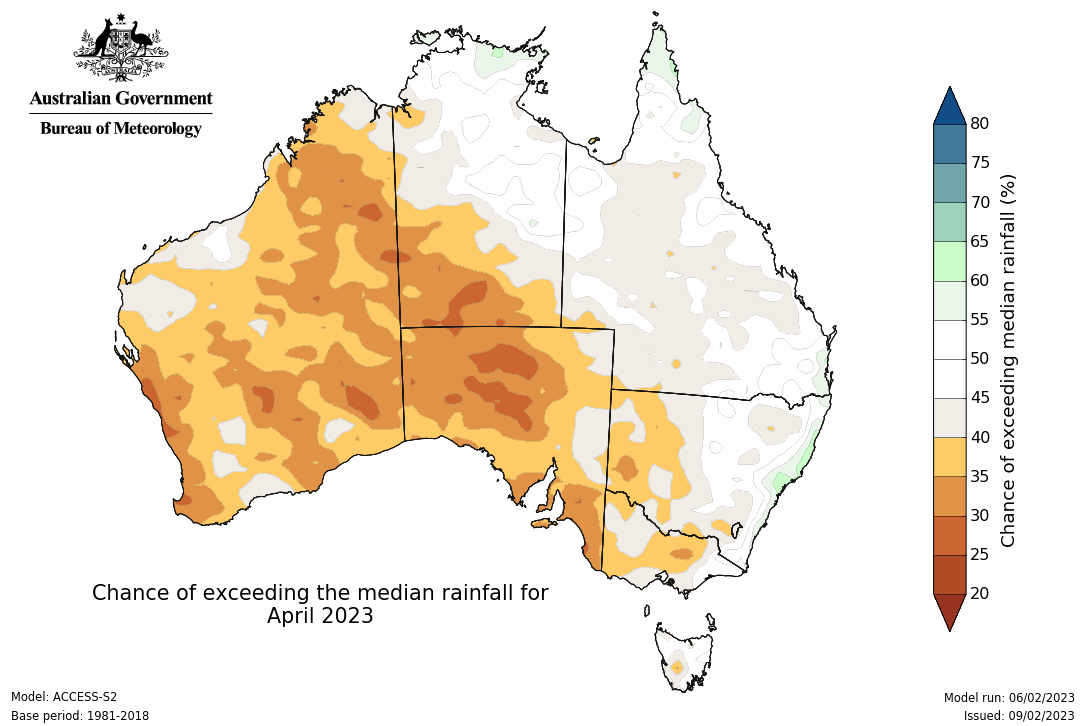 Australian Government
Bureau of Meteorology
80
75
70
65
60
55
50
45
40
35
30
25
20
Chance of exceeding median rainfall (%)
Chance of exceeding the median rainfall for
April 2023
Model: ACCESS-S2
Base period: 1981-2018
Model run: 06/02/2023
Issued: 09/02/2023